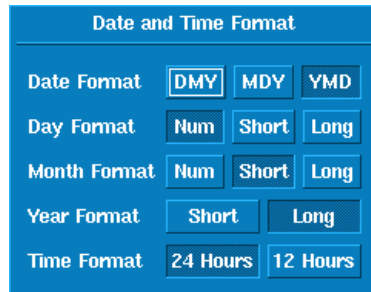 Date and Time Format
Date Format DMY MDY YMD
Day Format Num Short Long
Month Format Num Short Long
Year Format Short Long
Time Format 24 Hours 12 Hours